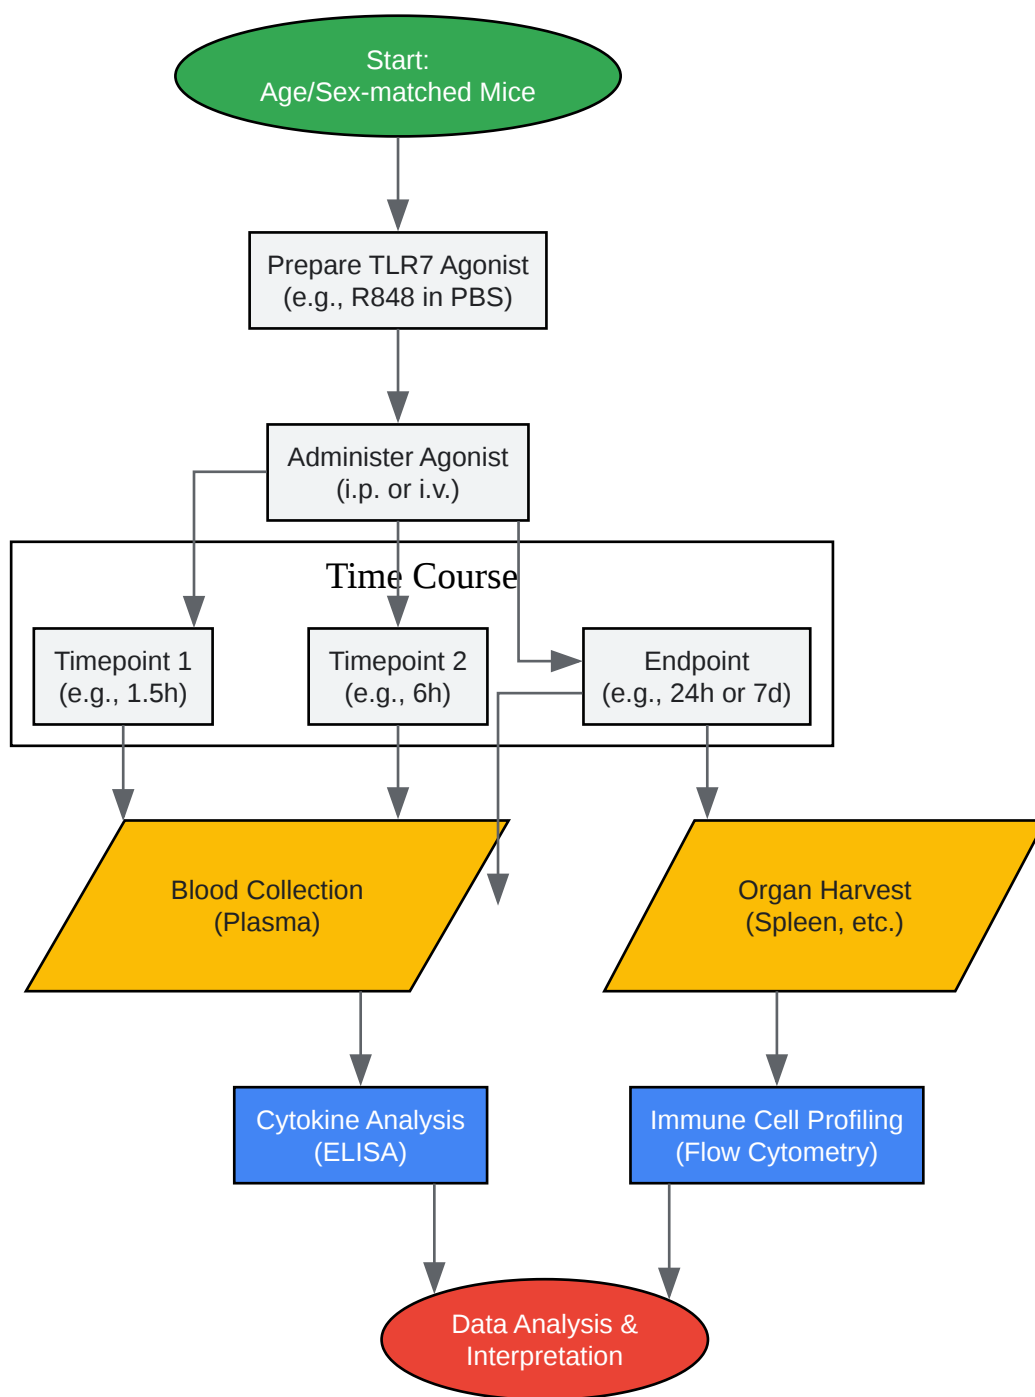 Start:
Age/Sex-matched Mice
Prepare TLR7 Agonist
(e.g., R848 in PBS)
Administer Agonist
(i.p. or i.v.)
Time Course
Timepoint 1
(e.g., 1.5h)
Timepoint 2
(e.g., 6h)
Endpoint
(e.g., 24h or 7d)
Blood Collection
(Plasma)
Organ Harvest
(Spleen, etc.)
Cytokine Analysis
(ELISA)
Immune Cell Profiling
(Flow Cytometry)
Data Analysis &
Interpretation